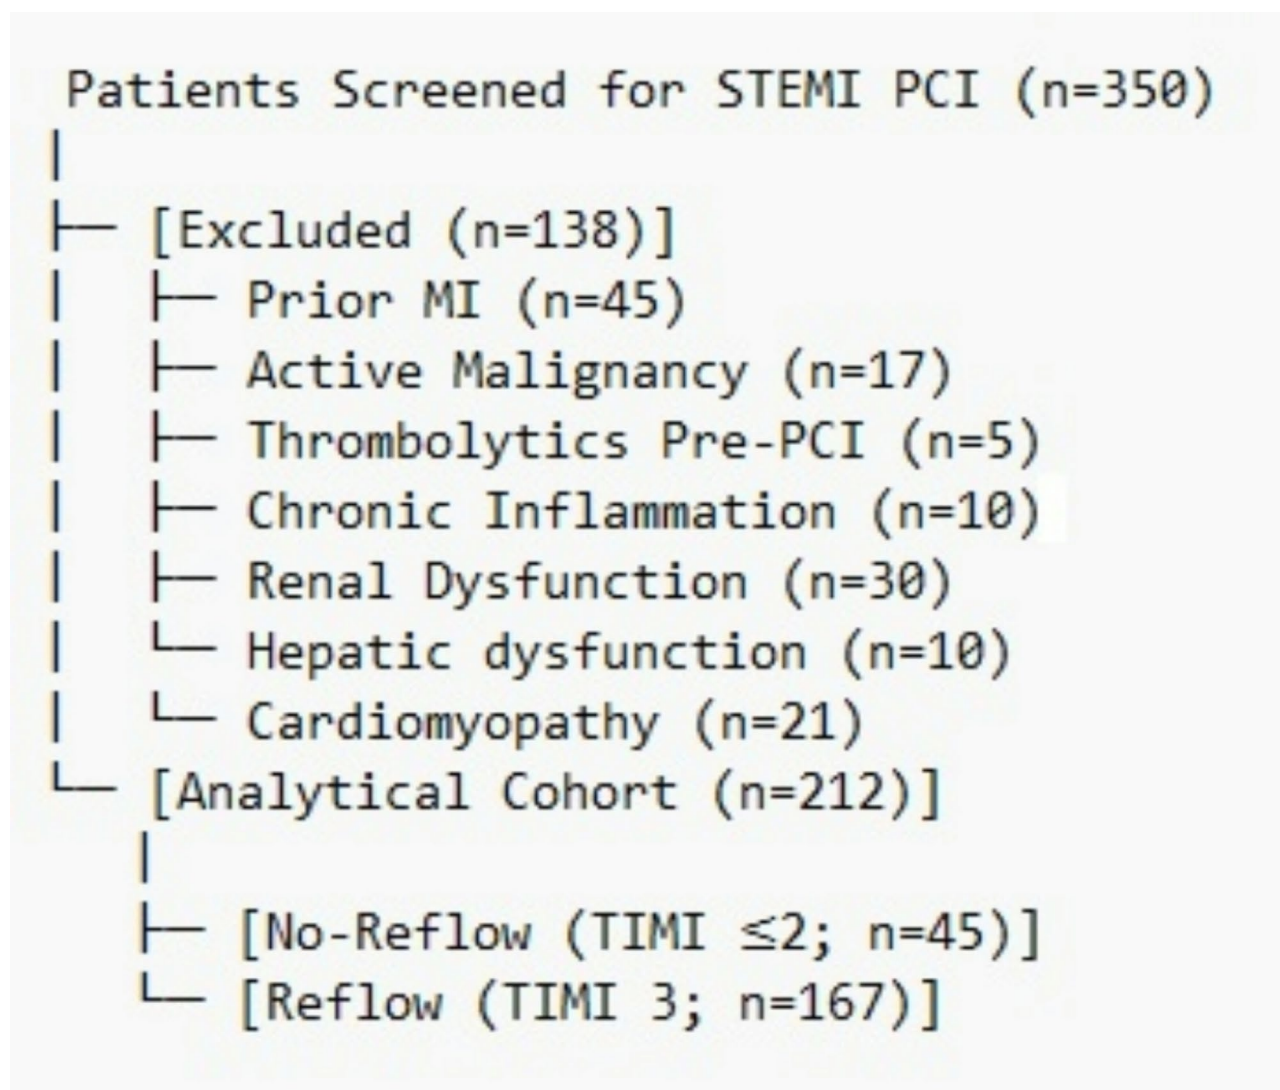 Patients Screened for STEMI PCI (n=350)
│
├─ [Excluded (n=138)]
│  ├─ Prior MI (n=45)
│  ├─ Active Malignancy (n=17)
│  ├─ Thrombolytics Pre-PCI (n=5)
│  ├─ Chronic Inflammation (n=10)
│  ├─ Renal Dysfunction (n=30)
│  └─ Hepatic dysfunction (n=10)
│  └─ Cardiomyopathy (n=21)
└─ [Analytical Cohort (n=212)]
   │
   ├─ [No-Reflow (TIMI ≤2; n=45)]
   └─ [Reflow (TIMI 3; n=167)]